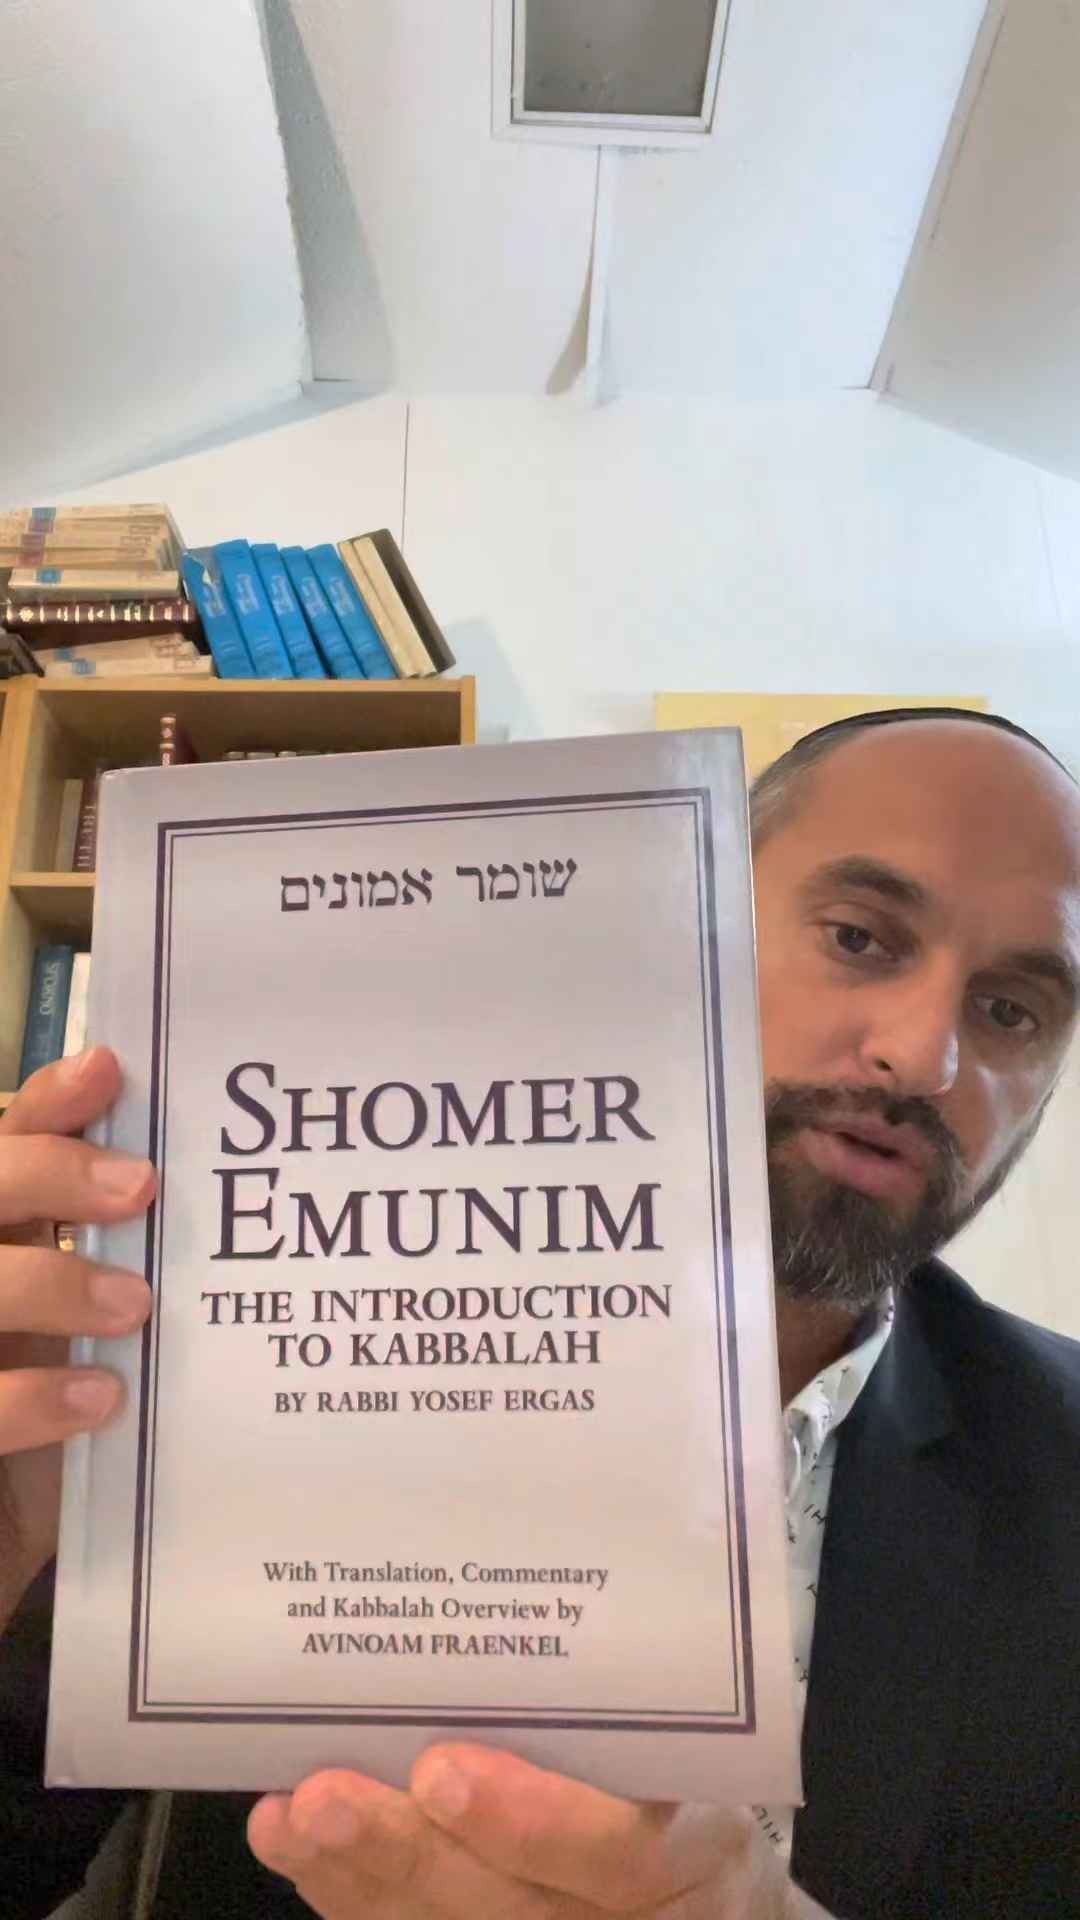 שומר אמונים
SHOMER
EMUNIM
THE INTRODUCTION
TO KABBALAH
BY RABBI YOSEF ERGAS
With Translation, Commentary
and Kabbalah Overview by
AVINOAM FRAENKEL
SFORNO